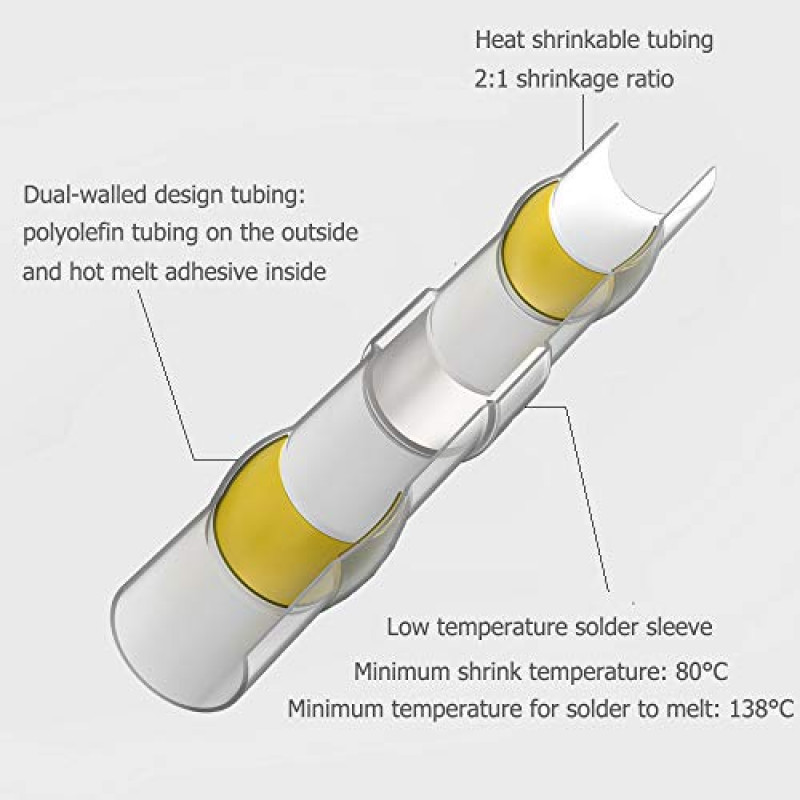 Heat shrinkable tubing
2:1 shrinkage ratio
Dual-walled design tubing:
polyolefin tubing on the outside
and hot melt adhesive inside
Low temperature solder sleeve
Minimum shrink temperature: 80°C
Minimum temperature for solder to melt: 138°C